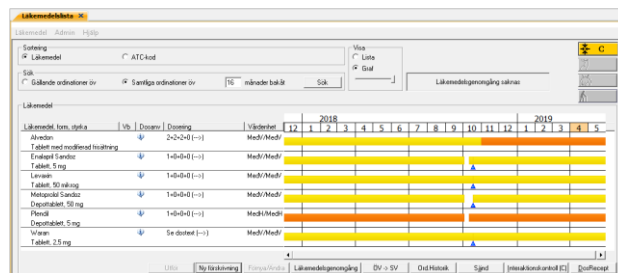 Läkemedelslista ×
Läkemedel Admin Hjälp
Sortering
Läkemedel ATC-kod
Visa
Lista
Graf
C
Sök
Gällande ordinationer öv Samtliga ordinationer öv 16 månader bakåt Sök
Läkemedelsgenomgång saknas
Läkemedel
2018 2019
Läkemedel, form, styrka Vb Dosanv Dosering Vårdenhet 12 1 2 3 4 5 6 7 8 9 10 11 12 1 2 3 4 5
Alvedon 2+2+2+0 (-->) MedV/MedV
Tablett med modifierad frisättning
Enalapril Sandoz 1+0+0+0 (-->) MedV/MedV
Tablett, 5 mg
Levaxin 1+0+0+0 (-->) MedV/MedV
Tablett, 50 mikrog
Metoprolol Sandoz 1+0+0+0 (-->) MedV/MedV
Depottablett, 50 mg
Plendil 1+0+0+0 (-->) MedH/MedH
Depottablett, 5 mg
Waran Se dostext (-->) MedV/MedV
Tablett, 2,5 mg
Utför Ny förskrivning Förnya/Ändra Läkemedelsgenomgång ÖV -> SV Ord.Historik Sjind Interaktionskontroll (C) DosRecept